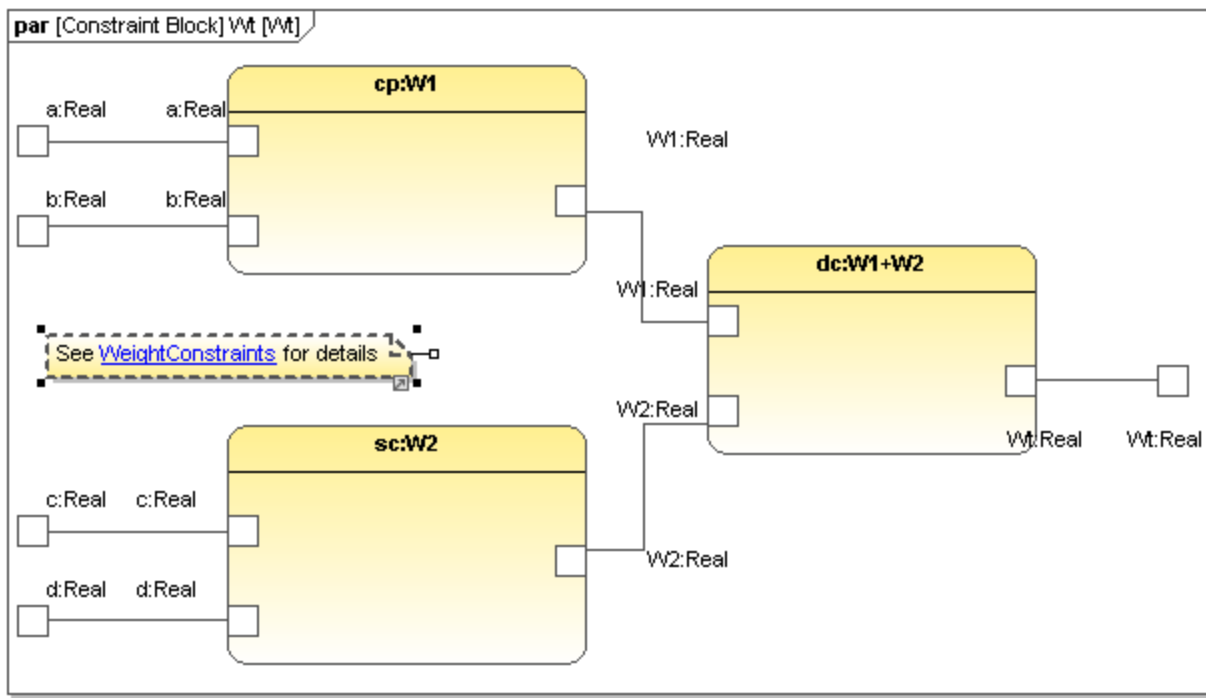 par [Constraint Block] Wt [Wt]
cp:W1
a:Real
a:Real
W1:Real
b:Real
b:Real
dc:W1+W2
W1:Real
See WeightConstraints for details
W2:Real
sc:W2
Wt:Real
Wt:Real
c:Real
c:Real
W2:Real
d:Real
d:Real